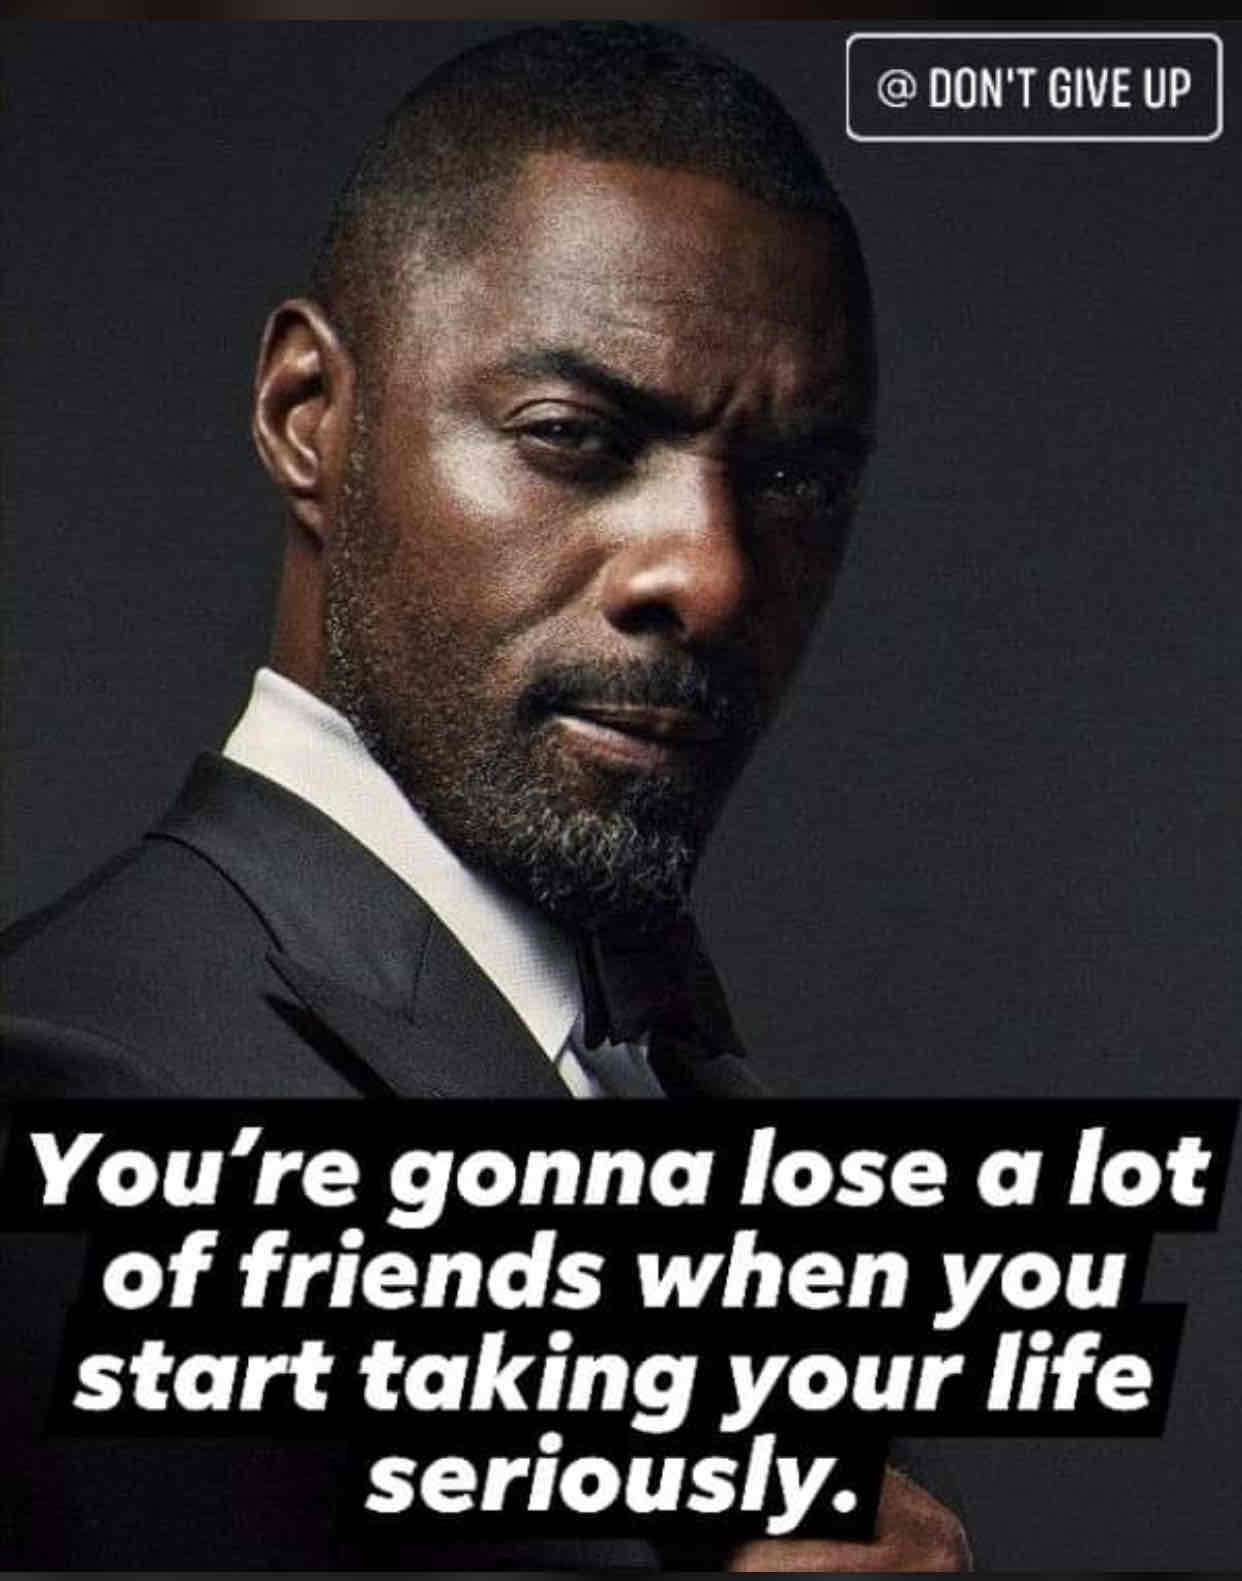 @ DON'T GIVE UP
You're gonna lose a lot
of friends when you
start taking your life
seriously.